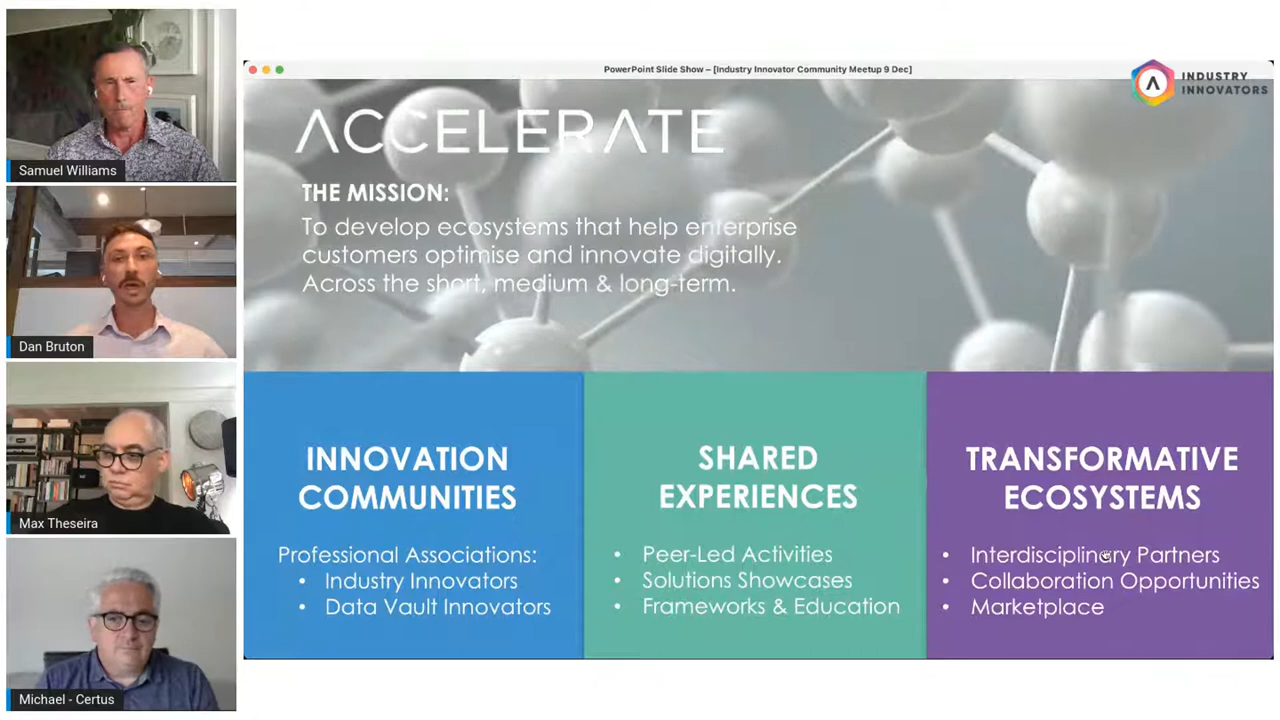 Samuel Williams
Dan Bruton
Max Theseira
Michael - Certus
PowerPoint Slide Show – [Industry Innovator Community Meetup 9 Dec]
INDUSTRY
INNOVATORS
ACCELERATE
THE MISSION:
To develop ecosystems that help enterprise
customers optimise and innovate digitally.
Across the short, medium & long-term.
INNOVATION
COMMUNITIES
Professional Associations:
• Industry Innovators
• Data Vault Innovators
SHARED
EXPERIENCES
• Peer-Led Activities
• Solutions Showcases
• Frameworks & Education
TRANSFORMATIVE
ECOSYSTEMS
• Interdisciplinary Partners
• Collaboration Opportunities
• Marketplace